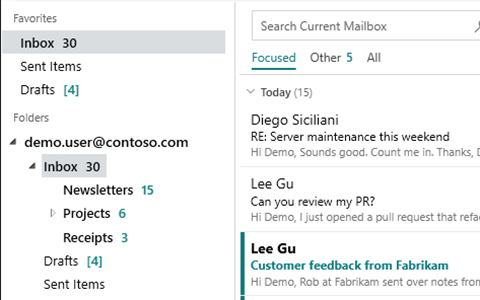 Favorites
Inbox 30
Sent Items
Drafts [4]
Folders
demo.user@contoso.com
Inbox 30
Newsletters 15
Projects 6
Receipts 3
Drafts [4]
Sent Items
Search Current Mailbox
Focused Other 5 All
Today (15)
Diego Siciliani
RE: Server maintenance this weekend
Hi Demo, Sounds good. Count me in. Thanks, D
Lee Gu
Can you review my PR?
Hi Demo, I just opened a pull request that refac
Lee Gu
Customer feedback from Fabrikam
Hi Demo, Rob at Fabrikam sent over notes from